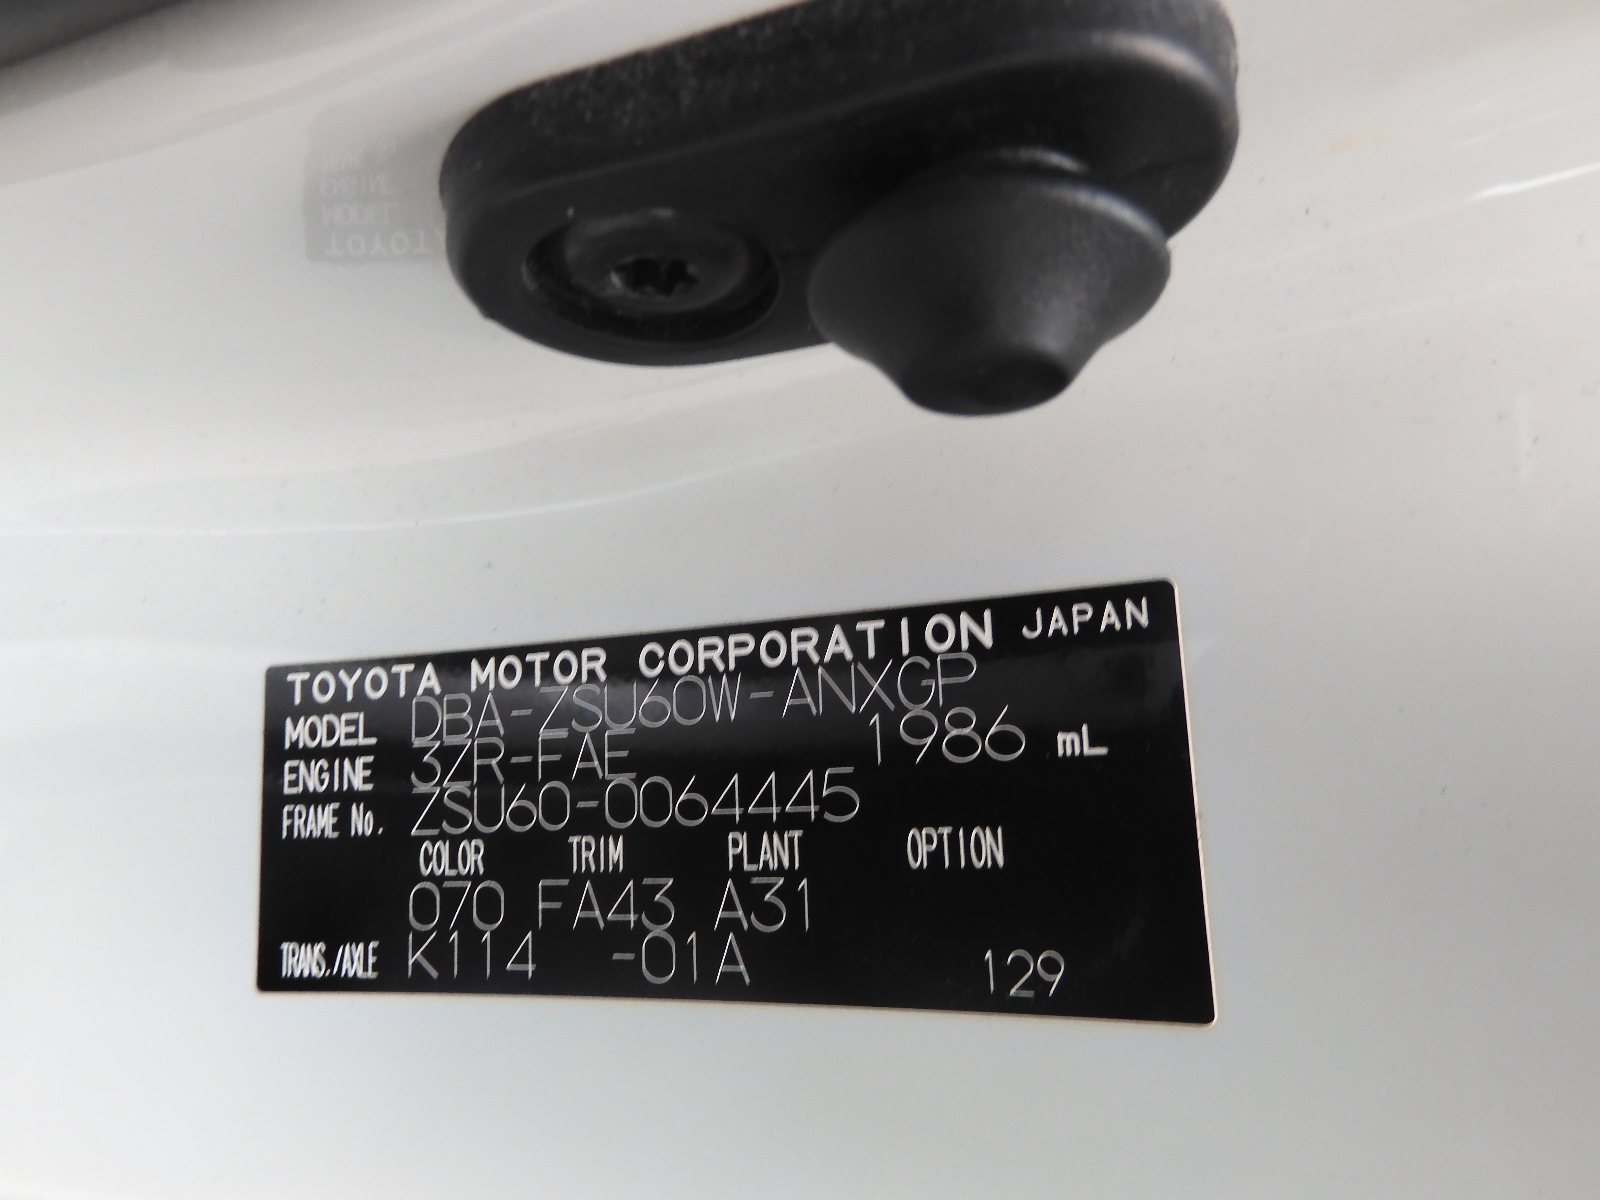 TOYOTA MOTOR CORPORATION JAPAN
MODEL DBA-ZSU60W-ANXGP
ENGINE 3ZR-FAE 1986 mL
FRAME No. ZSU60-0064445
COLOR TRIM PLANT OPTION
070 FA43 A31
TRANS./AXLE K114 -01A 129